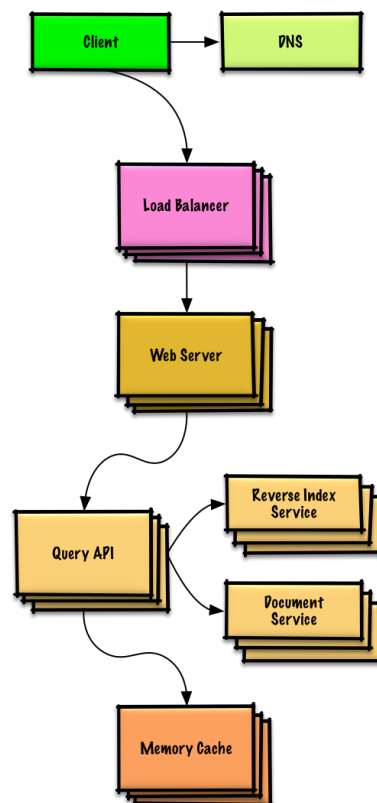 Client
DNS
Load Balancer
Web Server
Query API
Reverse Index
Service
Document
Service
Memory Cache